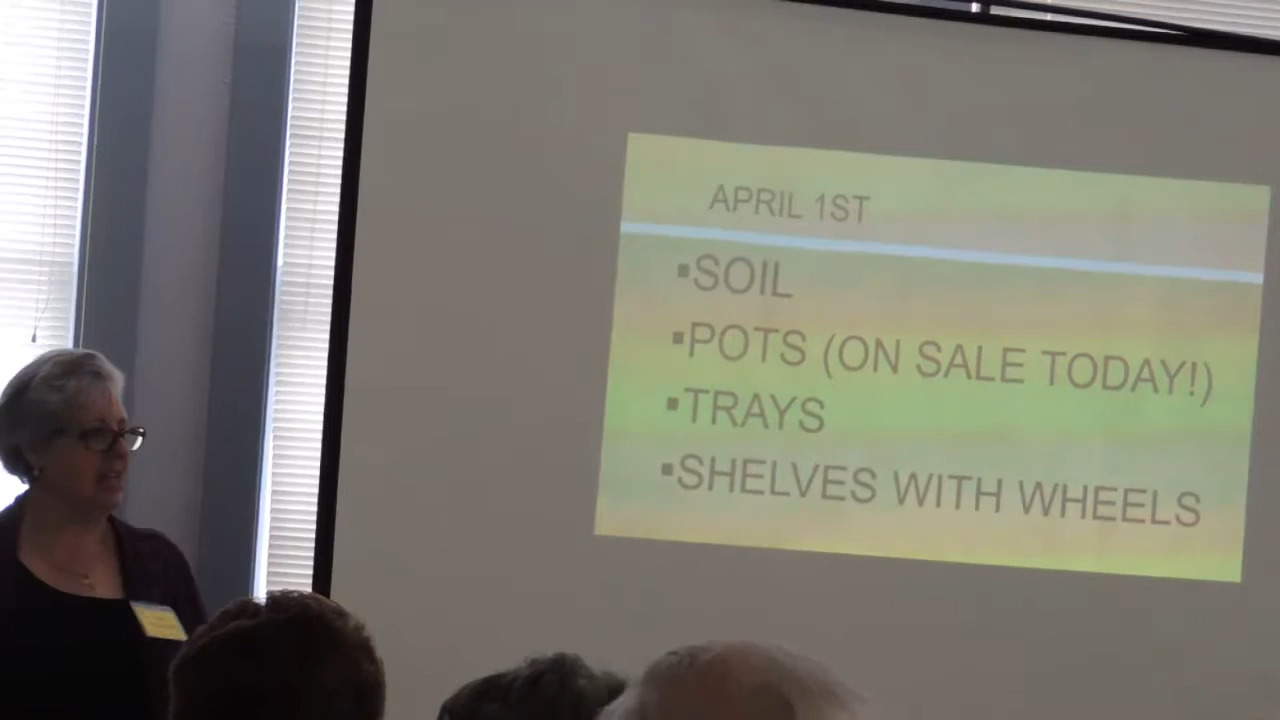 APRIL 1ST
▪SOIL
▪POTS (ON SALE TODAY!)
▪TRAYS
▪SHELVES WITH WHEELS